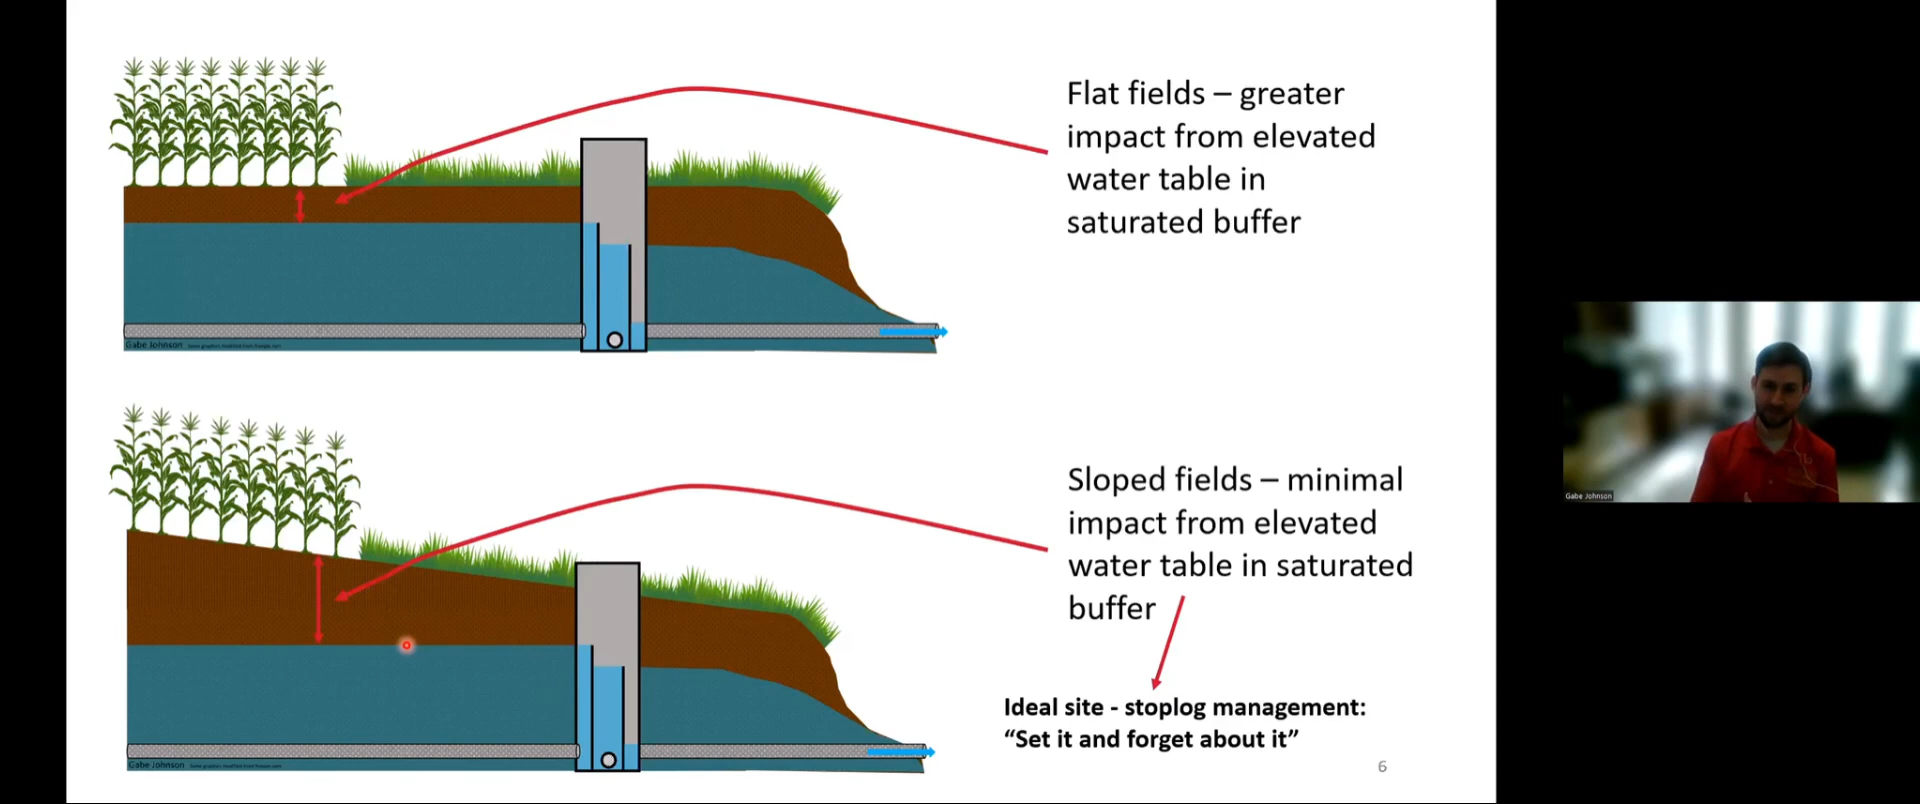 Flat fields – greater
impact from elevated
water table in
saturated buffer
Gabe Johnson
Sloped fields – minimal
impact from elevated
water table in saturated
buffer
Ideal site - stoplog management:
“Set it and forget about it”
Gabe Johnson
6
Gabe Johnson